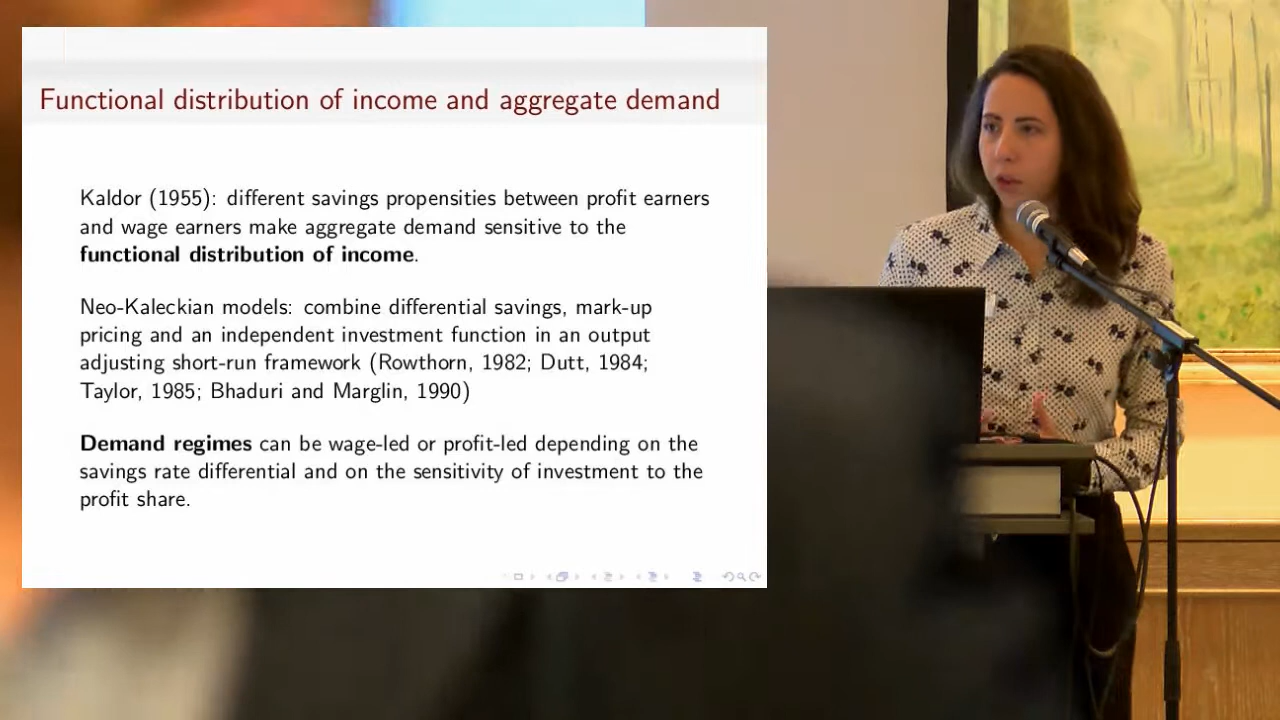 Functional distribution of income and aggregate demand
Kaldor (1955): different savings propensities between profit earners
and wage earners make aggregate demand sensitive to the
functional distribution of income.
Neo-Kaleckian models: combine differential savings, mark-up
pricing and an independent investment function in an output
adjusting short-run framework (Rowthorn, 1982; Dutt, 1984;
Taylor, 1985; Bhaduri and Marglin, 1990)
Demand regimes can be wage-led or profit-led depending on the
savings rate differential and on the sensitivity of investment to the
profit share.